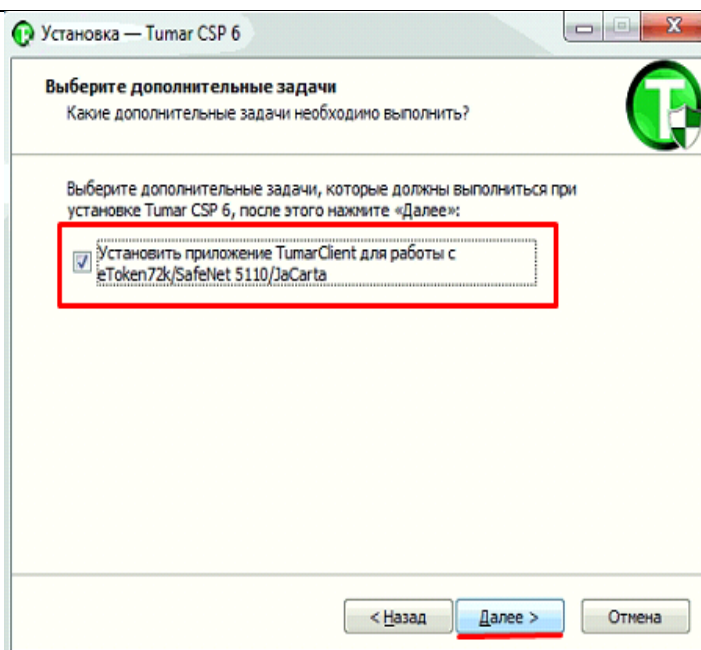 Установка — Tumar CSP 6
Выберите дополнительные задачи
Какие дополнительные задачи необходимо выполнить?
Выберите дополнительные задачи, которые должны выполниться при
установке Tumar CSP 6, после этого нажмите «Далее»:
Установить приложение TumarClient для работы с
eToken72k/SafeNet 5110/JaCarta
< Назад Далее > Отмена